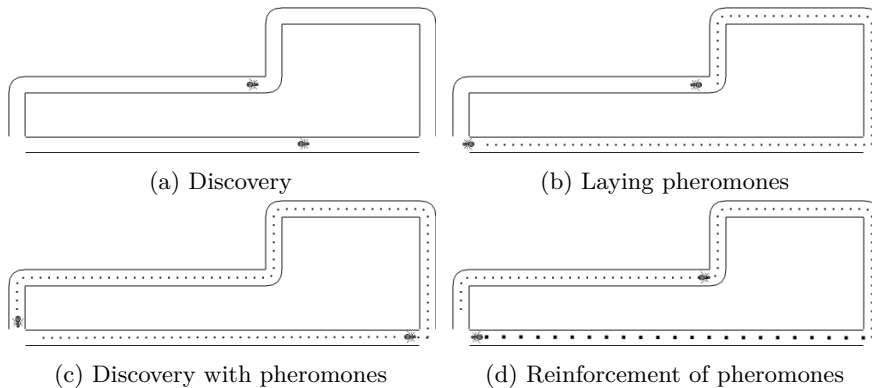 (a) Discovery
(b) Laying pheromones
(c) Discovery with pheromones
(d) Reinforcement of pheromones